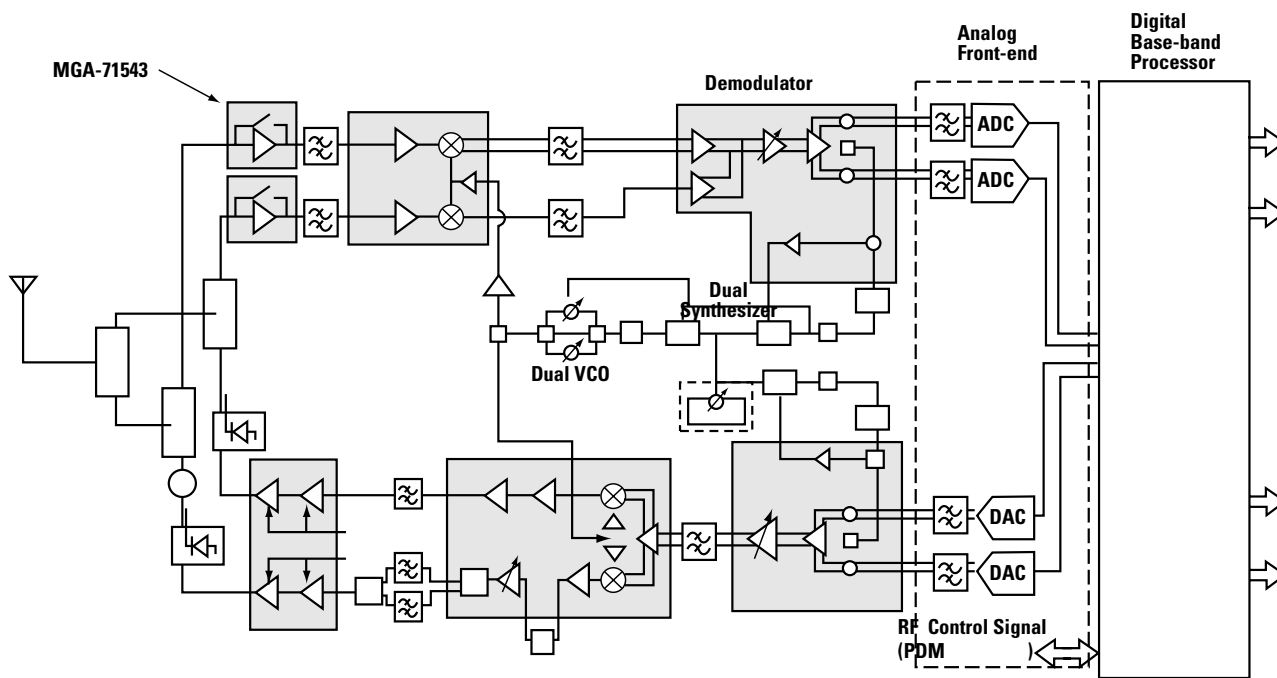 Digital
Base-band
Processor
Analog
Front-end
MGA-71543
Demodulator
ADC
ADC
Dual
Synthesizer
Dual VCO
DAC
DAC
RF Control Signal
(PDM )